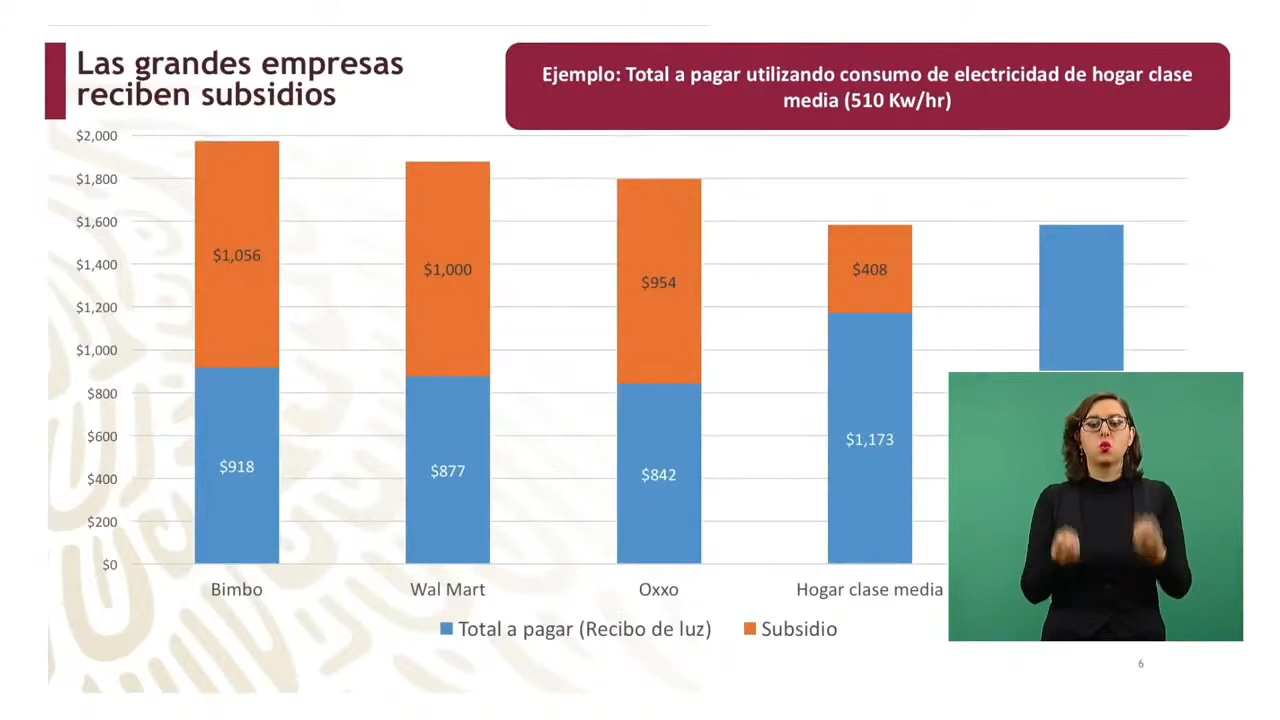 Las grandes empresas
reciben subsidios
Ejemplo: Total a pagar utilizando consumo de electricidad de hogar clase
media (510 Kw/hr)
$2,000
$1,800
$1,600
$1,400
$1,200
$1,000
$800
$600
$400
$200
$0
$1,056
$918
$1,000
$877
$954
$842
$408
$1,173
Bimbo
Wal Mart
Oxxo
Hogar clase media
Total a pagar (Recibo de luz)
Subsidio
6